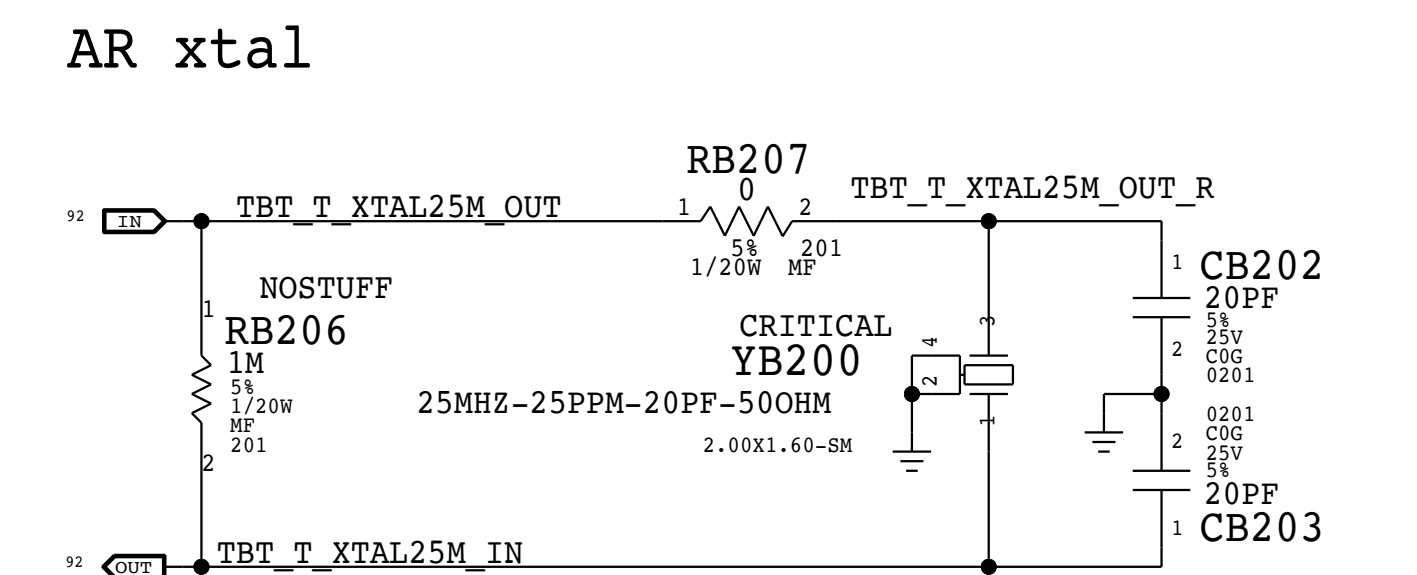 AR xtal
RB207
0
TBT_T_XTAL25M_OUT_R
92 IN TBT_T_XTAL25M_OUT 1 2
5% 201
1/20W MF
1 CB202
20PF
5%
25V
2 C0G
0201
NOSTUFF
1
RB206
1M
5%
1/20W
MF
201
2
CRITICAL
YB200
25MHZ-25PPM-20PF-50OHM
2.00X1.60-SM
3
4
2
1
0201
C0G
2 25V
5%
20PF
1 CB203
92 OUT TBT_T_XTAL25M_IN